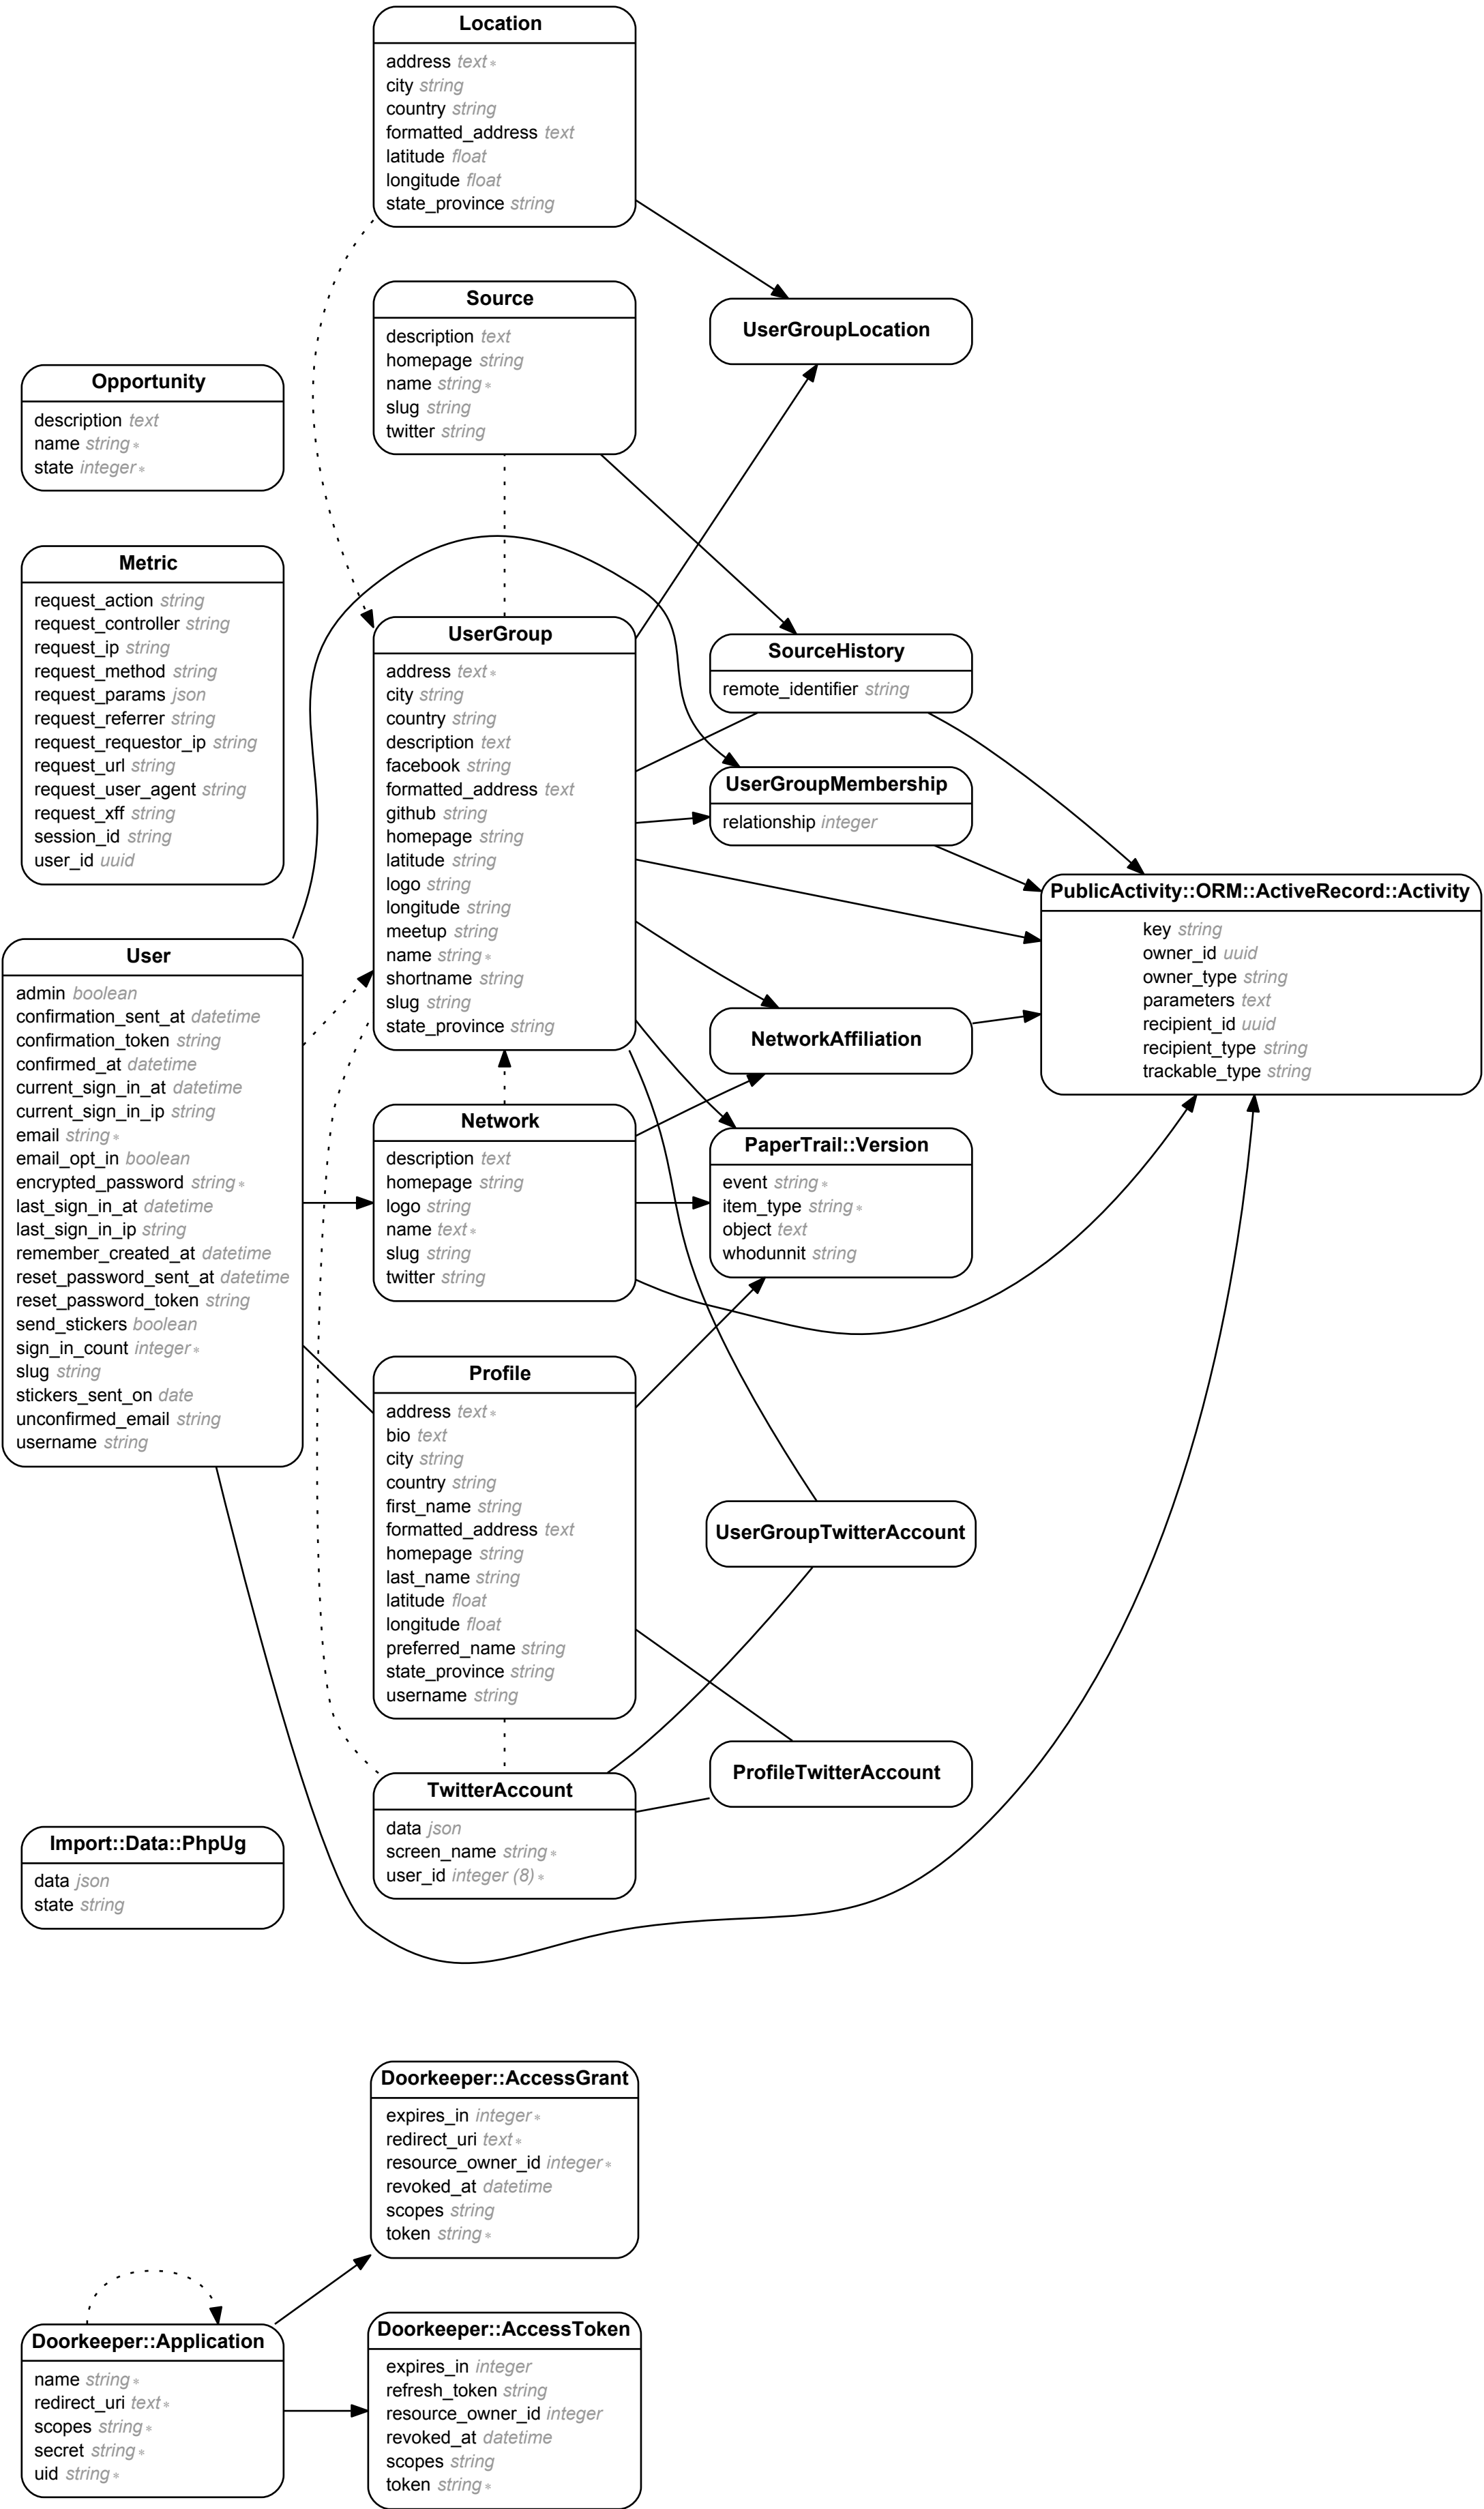 Location
address text *
city string
country string
formatted_address text
latitude float
longitude float
state_province string
Source
description text
homepage string
name string *
slug string
twitter string
UserGroupLocation
Opportunity
description text
name string *
state integer *
Metric
request_action string
request_controller string
request_ip string
request_method string
request_params json
request_referrer string
request_requestor_ip string
request_url string
request_user_agent string
request_xff string
session_id string
user_id uuid
UserGroup
address text *
city string
country string
description text
facebook string
formatted_address text
github string
homepage string
latitude string
logo string
longitude string
meetup string
name string *
shortname string
slug string
state_province string
SourceHistory
remote_identifier string
UserGroupMembership
relationship integer
PublicActivity::ORM::ActiveRecord::Activity
key string
owner_id uuid
owner_type string
parameters text
recipient_id uuid
recipient_type string
trackable_type string
User
admin boolean
confirmation_sent_at datetime
confirmation_token string
confirmed_at datetime
current_sign_in_at datetime
current_sign_in_ip string
email string *
email_opt_in boolean
encrypted_password string *
last_sign_in_at datetime
last_sign_in_ip string
remember_created_at datetime
reset_password_sent_at datetime
reset_password_token string
send_stickers boolean
sign_in_count integer *
slug string
stickers_sent_on date
unconfirmed_email string
username string
NetworkAffiliation
Network
description text
homepage string
logo string
name text *
slug string
twitter string
PaperTrail::Version
event string *
item_type string *
object text
whodunnit string
Profile
address text *
bio text
city string
country string
first_name string
formatted_address text
homepage string
last_name string
latitude float
longitude float
preferred_name string
state_province string
username string
UserGroupTwitterAccount
ProfileTwitterAccount
TwitterAccount
data json
screen_name string *
user_id integer (8) *
Import::Data::PhpUg
data json
state string
Doorkeeper::AccessGrant
expires_in integer *
redirect_uri text *
resource_owner_id integer *
revoked_at datetime
scopes string
token string *
Doorkeeper::Application
name string *
redirect_uri text *
scopes string *
secret string *
uid string *
Doorkeeper::AccessToken
expires_in integer
refresh_token string
resource_owner_id integer
revoked_at datetime
scopes string
token string *